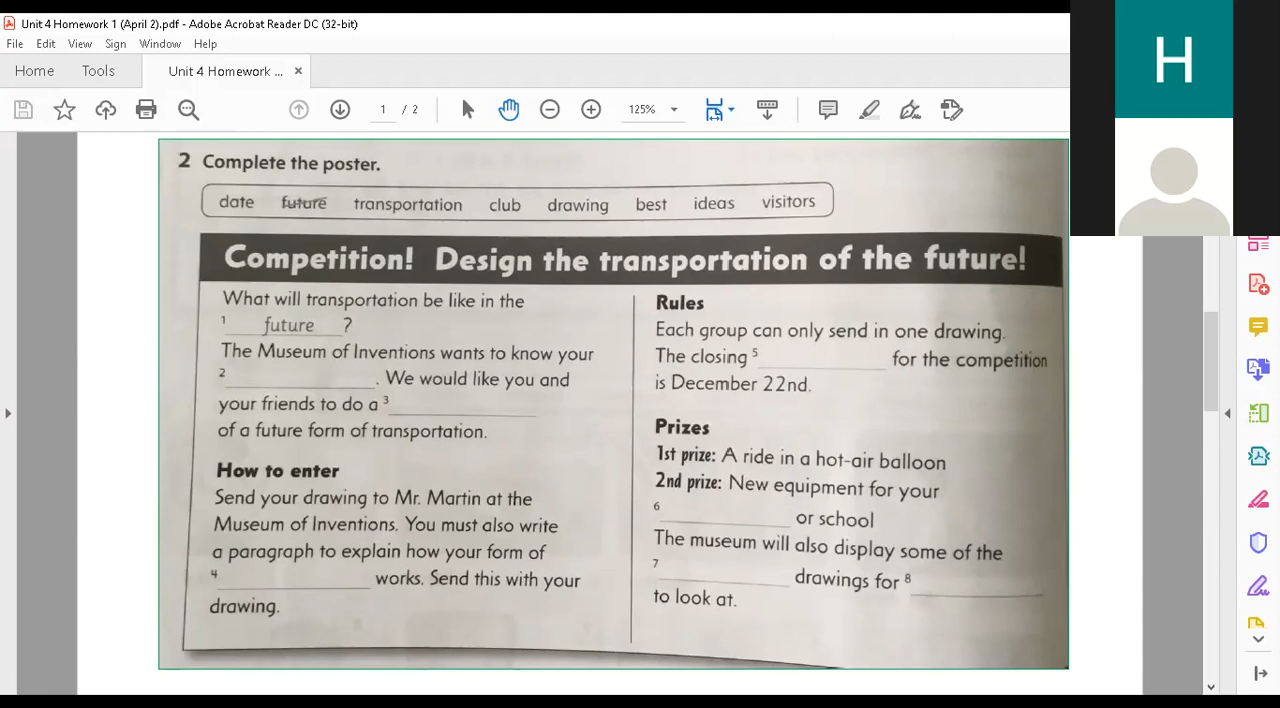 Unit 4 Homework 1 (April 2).pdf - Adobe Acrobat Reader DC (32-bit)
File Edit View Sign Window Help
Home Tools Unit 4 Homework ... ×
1 / 2 125%
H
2 Complete the poster.
date future transportation club drawing best ideas visitors
Competition! Design the transportation of the future!
What will transportation be like in the
1 future ?
The Museum of Inventions wants to know your
2 ____________. We would like you and
your friends to do a 3 ____________
of a future form of transportation.
How to enter
Send your drawing to Mr. Martin at the
Museum of Inventions. You must also write
a paragraph to explain how your form of
4 ____________ works. Send this with your
drawing.
Rules
Each group can only send in one drawing.
The closing 5 ____________ for the competition
is December 22nd.
Prizes
1st prize: A ride in a hot-air balloon
2nd prize: New equipment for your
6 ____________ or school
The museum will also display some of the
7 ____________ drawings for 8 ____________
to look at.